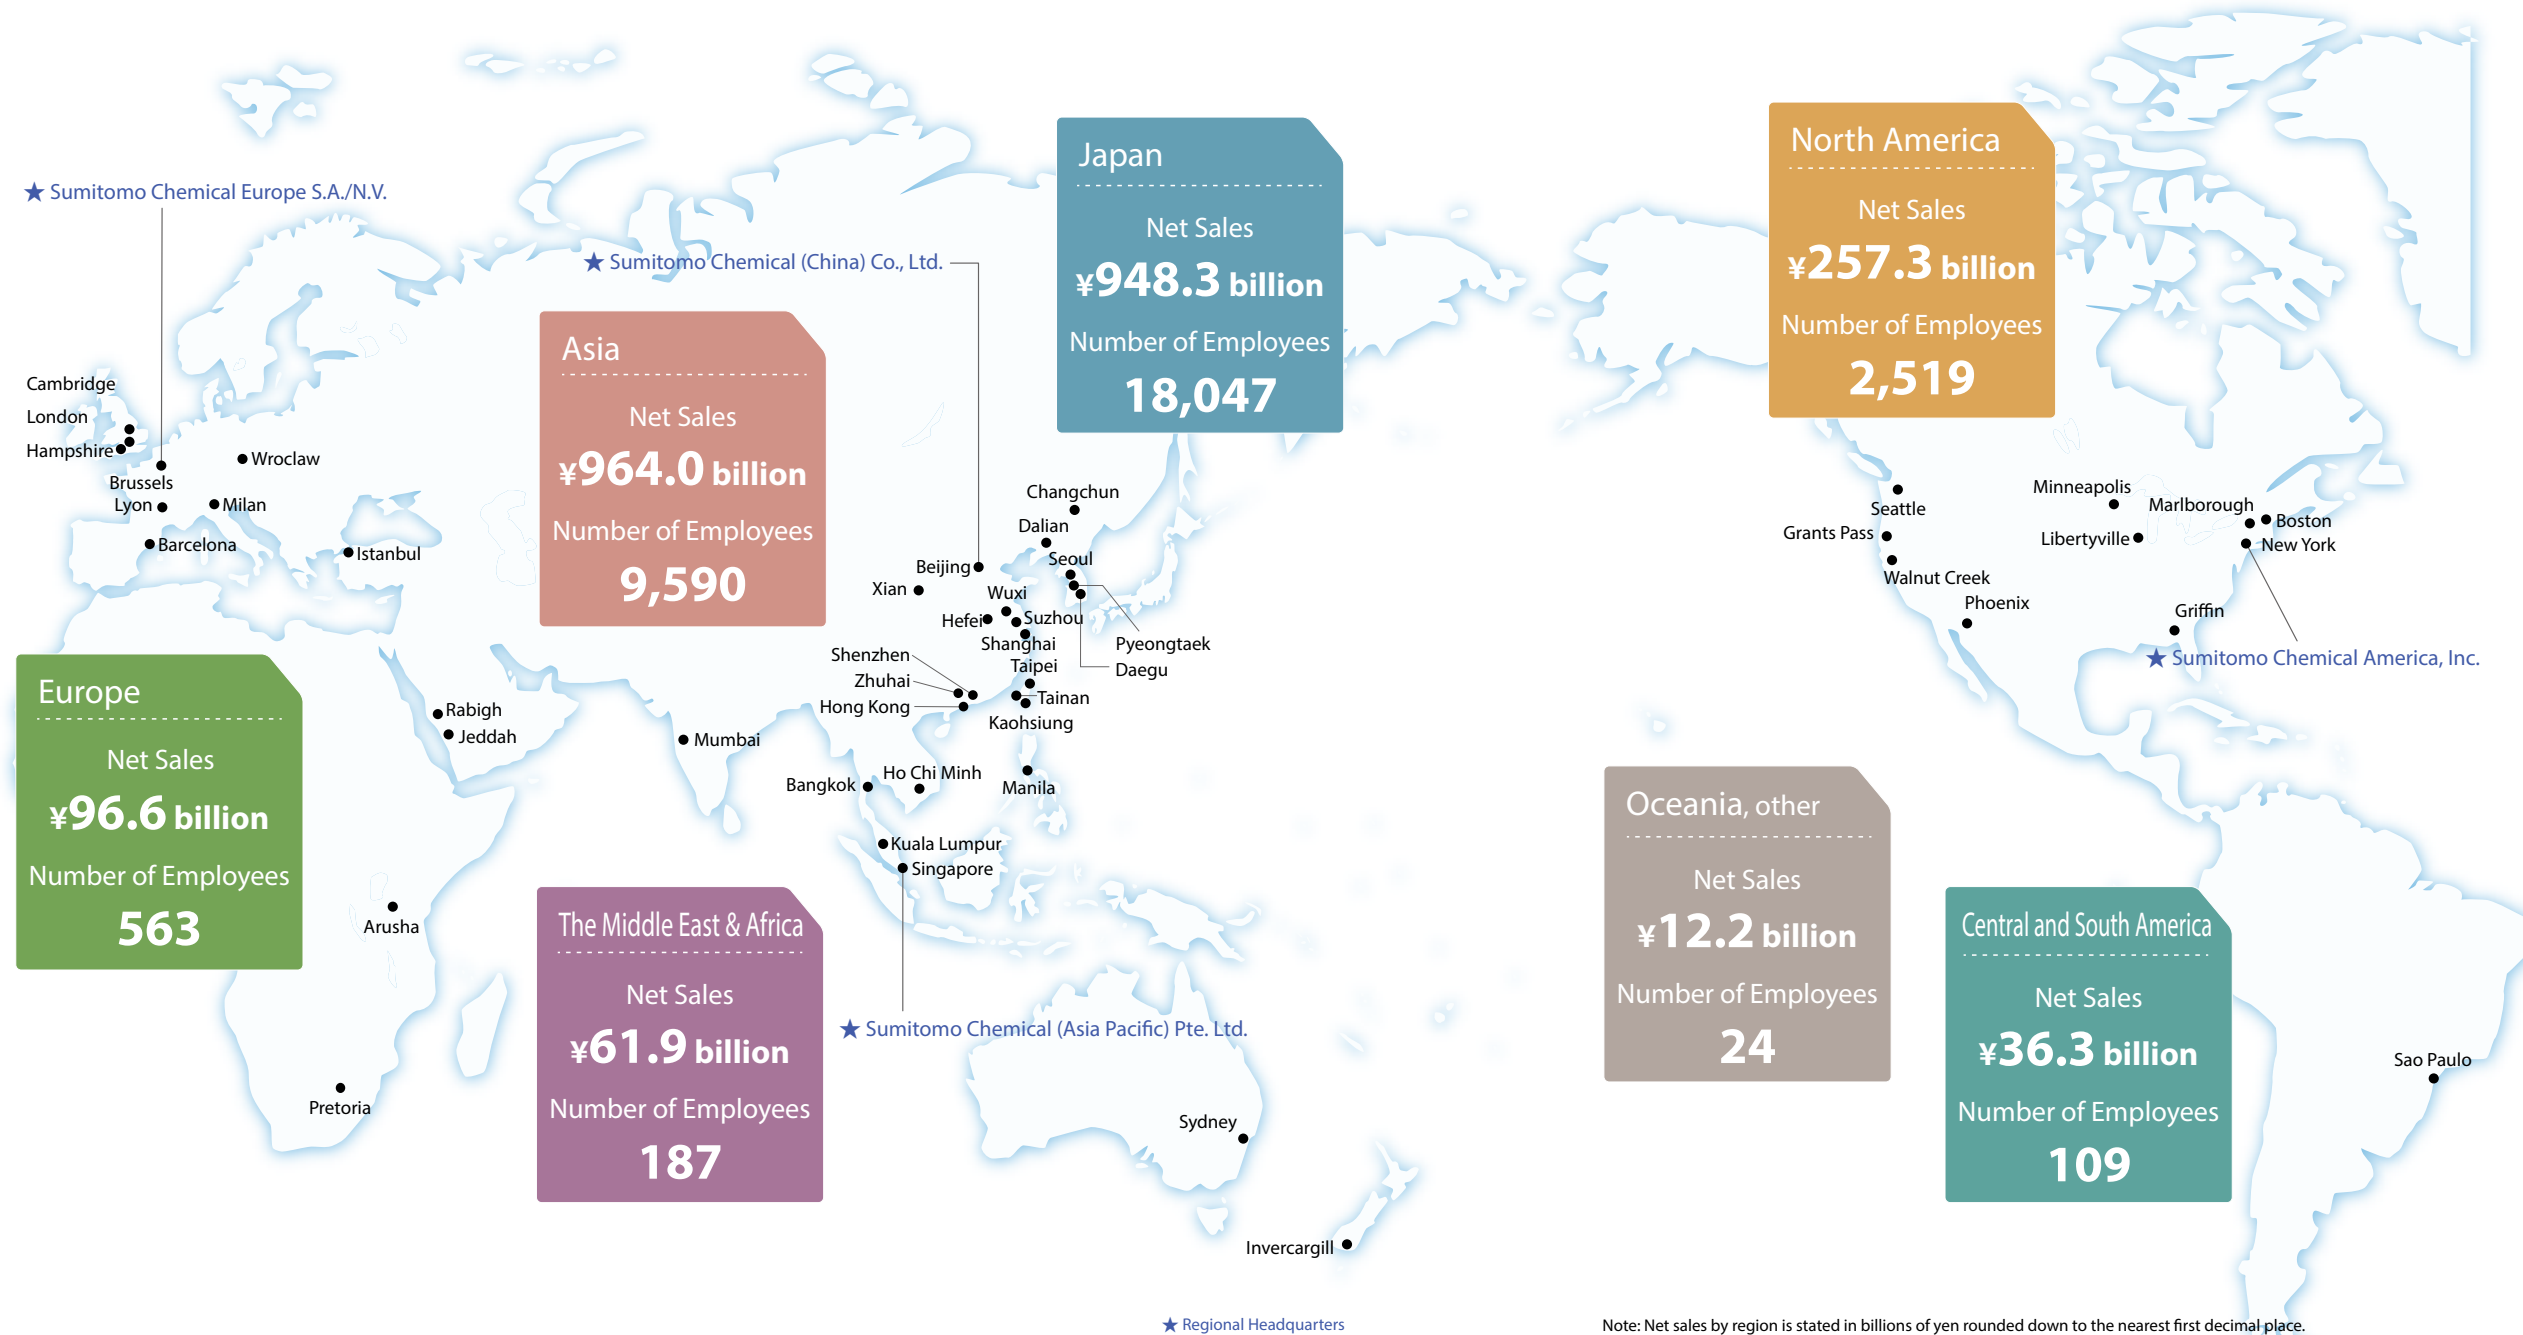 ★ Sumitomo Chemical Europe S.A./N.V.
Cambridge
London
Hampshire
Brussels
Lyon
Wroclaw
Milan
Barcelona
Istanbul
Europe
Net Sales
¥96.6 billion
Number of Employees
563
Rabigh
Jeddah
Arusha
Pretoria
Asia
Net Sales
¥964.0 billion
Number of Employees
9,590
The Middle East & Africa
Net Sales
¥61.9 billion
Number of Employees
187
★ Sumitomo Chemical (China) Co., Ltd.
Japan
Net Sales
¥948.3 billion
Number of Employees
18,047
Changchun
Dalian
Seoul
Beijing
Xian
Wuxi
Hefei
Suzhou
Shanghai
Pyeongtaek
Daegu
Shenzhen
Taipei
Zhuhai
Tainan
Hong Kong
Kaohsiung
Mumbai
Bangkok
Ho Chi Minh
Manila
Kuala Lumpur
Singapore
★ Sumitomo Chemical (Asia Pacific) Pte. Ltd.
Sydney
Invercargill
North America
Net Sales
¥257.3 billion
Number of Employees
2,519
Seattle
Grants Pass
Walnut Creek
Phoenix
Minneapolis
Libertyville
Marlborough
Boston
New York
Griffin
★ Sumitomo Chemical America, Inc.
Oceania, other
Net Sales
¥12.2 billion
Number of Employees
24
Central and South America
Net Sales
¥36.3 billion
Number of Employees
109
Sao Paulo
★ Regional Headquarters
Note: Net sales by region is stated in billions of yen rounded down to the nearest first decimal place.